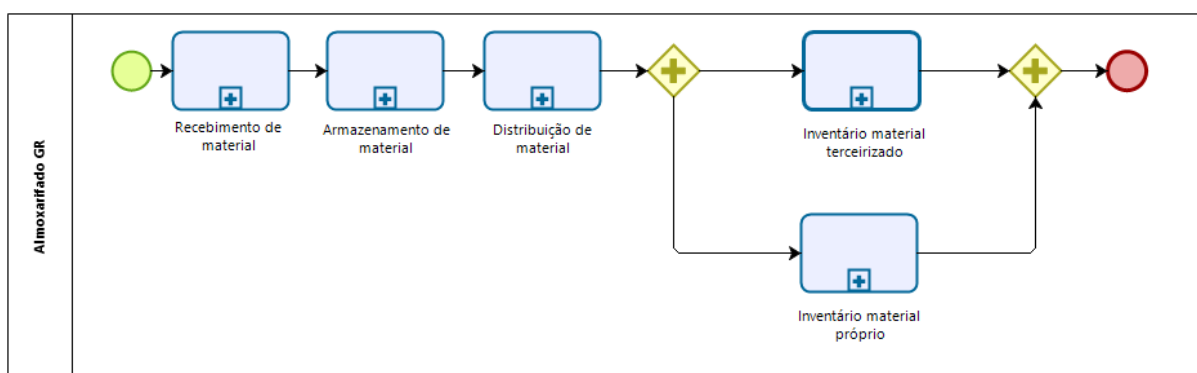 Almoxarifado GR
Recebimento de
material
Armazenamento de
material
Distribuição de
material
Inventário material
terceirizado
Inventário material
próprio